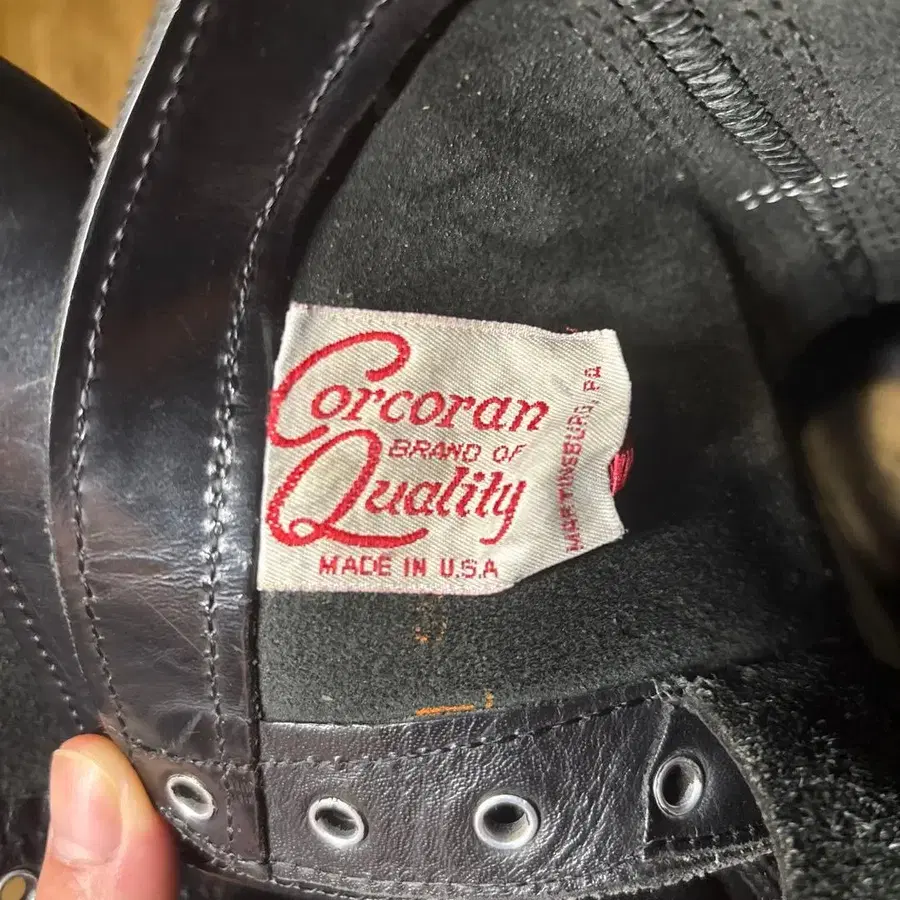 Corcoran
BRAND OF
Quality
MADE IN U.S.A
MARTINSBURG, PA